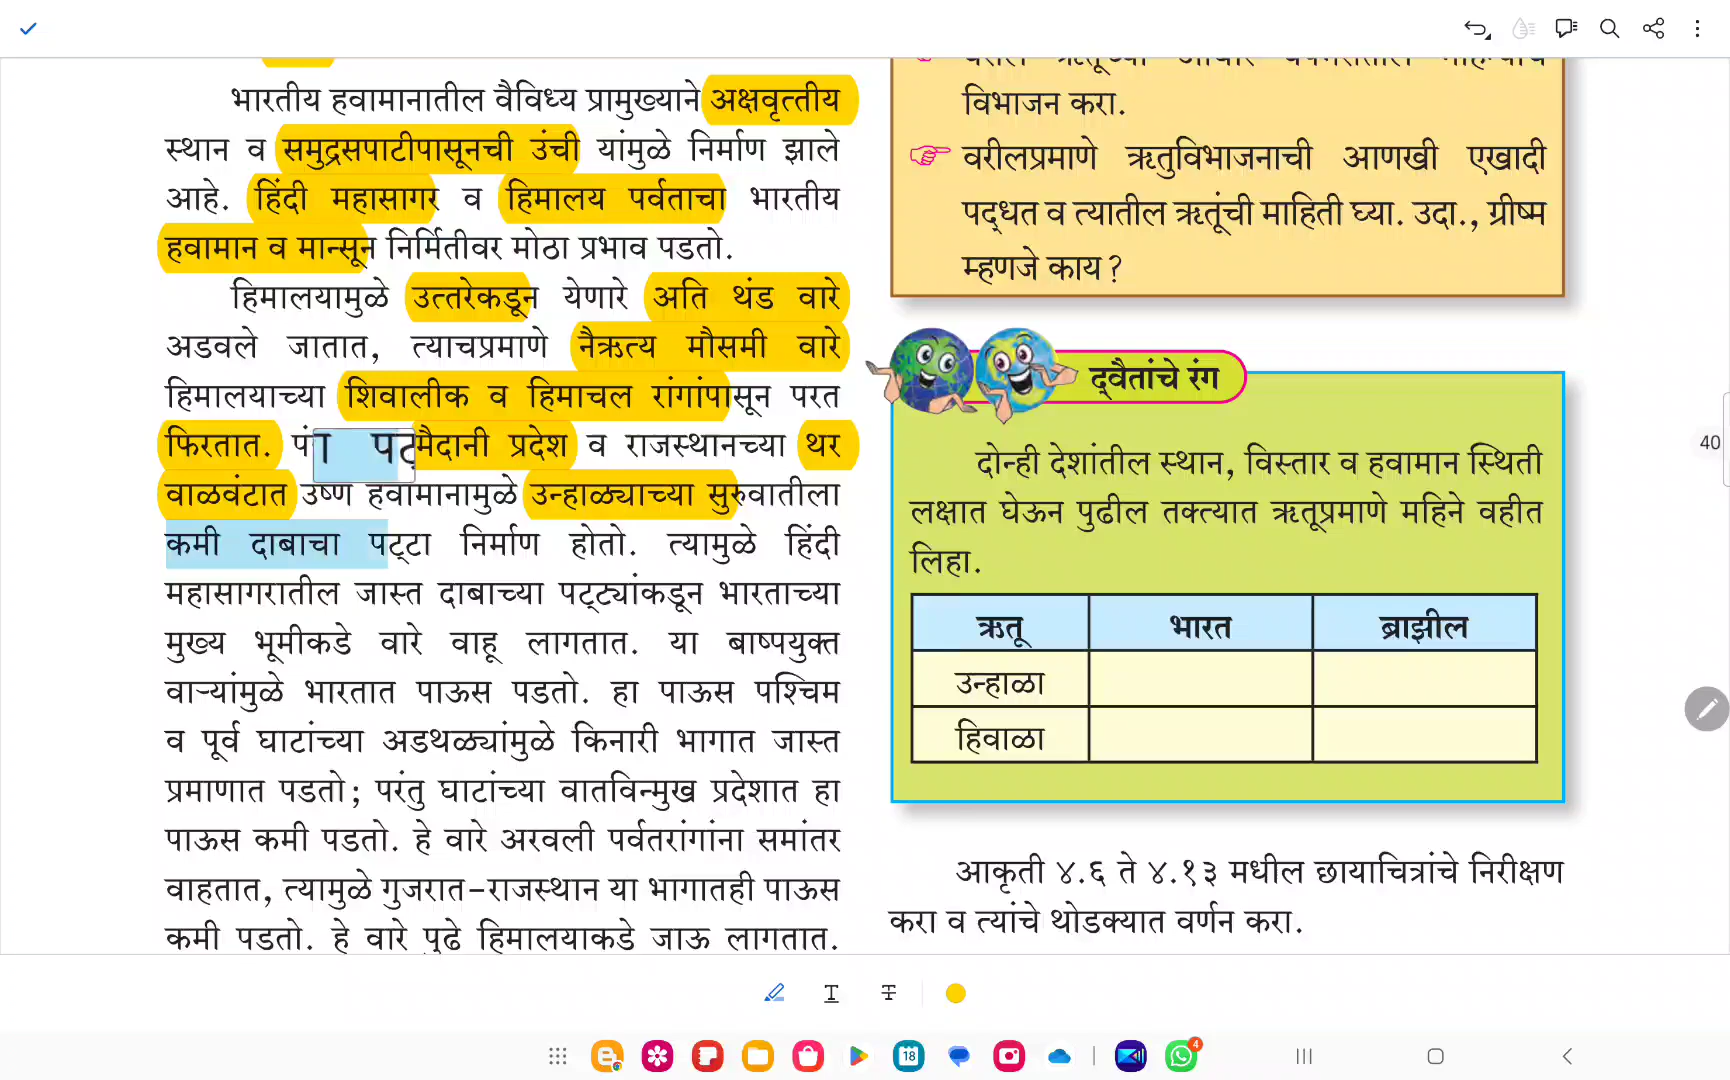 भारतीय हवामानातील वैविध्य प्रामुख्याने अक्षवृत्तीय
स्थान व समुद्रसपाटीपासूनची उंची यांमुळे निर्माण झाले
आहे. हिंदी महासागर व हिमालय पर्वताचा भारतीय
हवामान व मान्सून निर्मितीवर मोठा प्रभाव पडतो.
हिमालयामुळे उत्तरेकडून येणारे अति थंड वारे
अडवले जातात, त्याचप्रमाणे नैऋत्य मौसमी वारे
हिमालयाच्या शिवालीक व हिमाचल रांगांपासून परत
फिरतात. पं ा पट् मैदानी प्रदेश व राजस्थानच्या थर
वाळवंटात उष्ण हवामानामुळे उन्हाळ्याच्या सुरुवातीला
कमी दाबाचा पट्टा निर्माण होतो. त्यामुळे हिंदी
महासागरातील जास्त दाबाच्या पट्ट्यांकडून भारताच्या
मुख्य भूमीकडे वारे वाहू लागतात. या बाष्पयुक्त
वाऱ्यांमुळे भारतात पाऊस पडतो. हा पाऊस पश्चिम
व पूर्व घाटांच्या अडथळ्यांमुळे किनारी भागात जास्त
प्रमाणात पडतो; परंतु घाटांच्या वातविन्मुख प्रदेशात हा
पाऊस कमी पडतो. हे वारे अरवली पर्वतरांगांना समांतर
वाहतात, त्यामुळे गुजरात-राजस्थान या भागातही पाऊस
कमी पडतो. हे वारे पुढे हिमालयाकडे जाऊ लागतात.
विभाजन करा.
वरीलप्रमाणे ऋतुविभाजनाची आणखी एखादी
पद्धत व त्यातील ऋतूंची माहिती घ्या. उदा., ग्रीष्म
म्हणजे काय?
द्वैतांचे रंग
दोन्ही देशांतील स्थान, विस्तार व हवामान स्थिती
लक्षात घेऊन पुढील तक्त्यात ऋतूप्रमाणे महिने वहीत
लिहा.
ऋतू भारत ब्राझील
उन्हाळा
हिवाळा
आकृती ४.६ ते ४.१३ मधील छायाचित्रांचे निरीक्षण
करा व त्यांचे थोडक्यात वर्णन करा.
40
T T
18
4